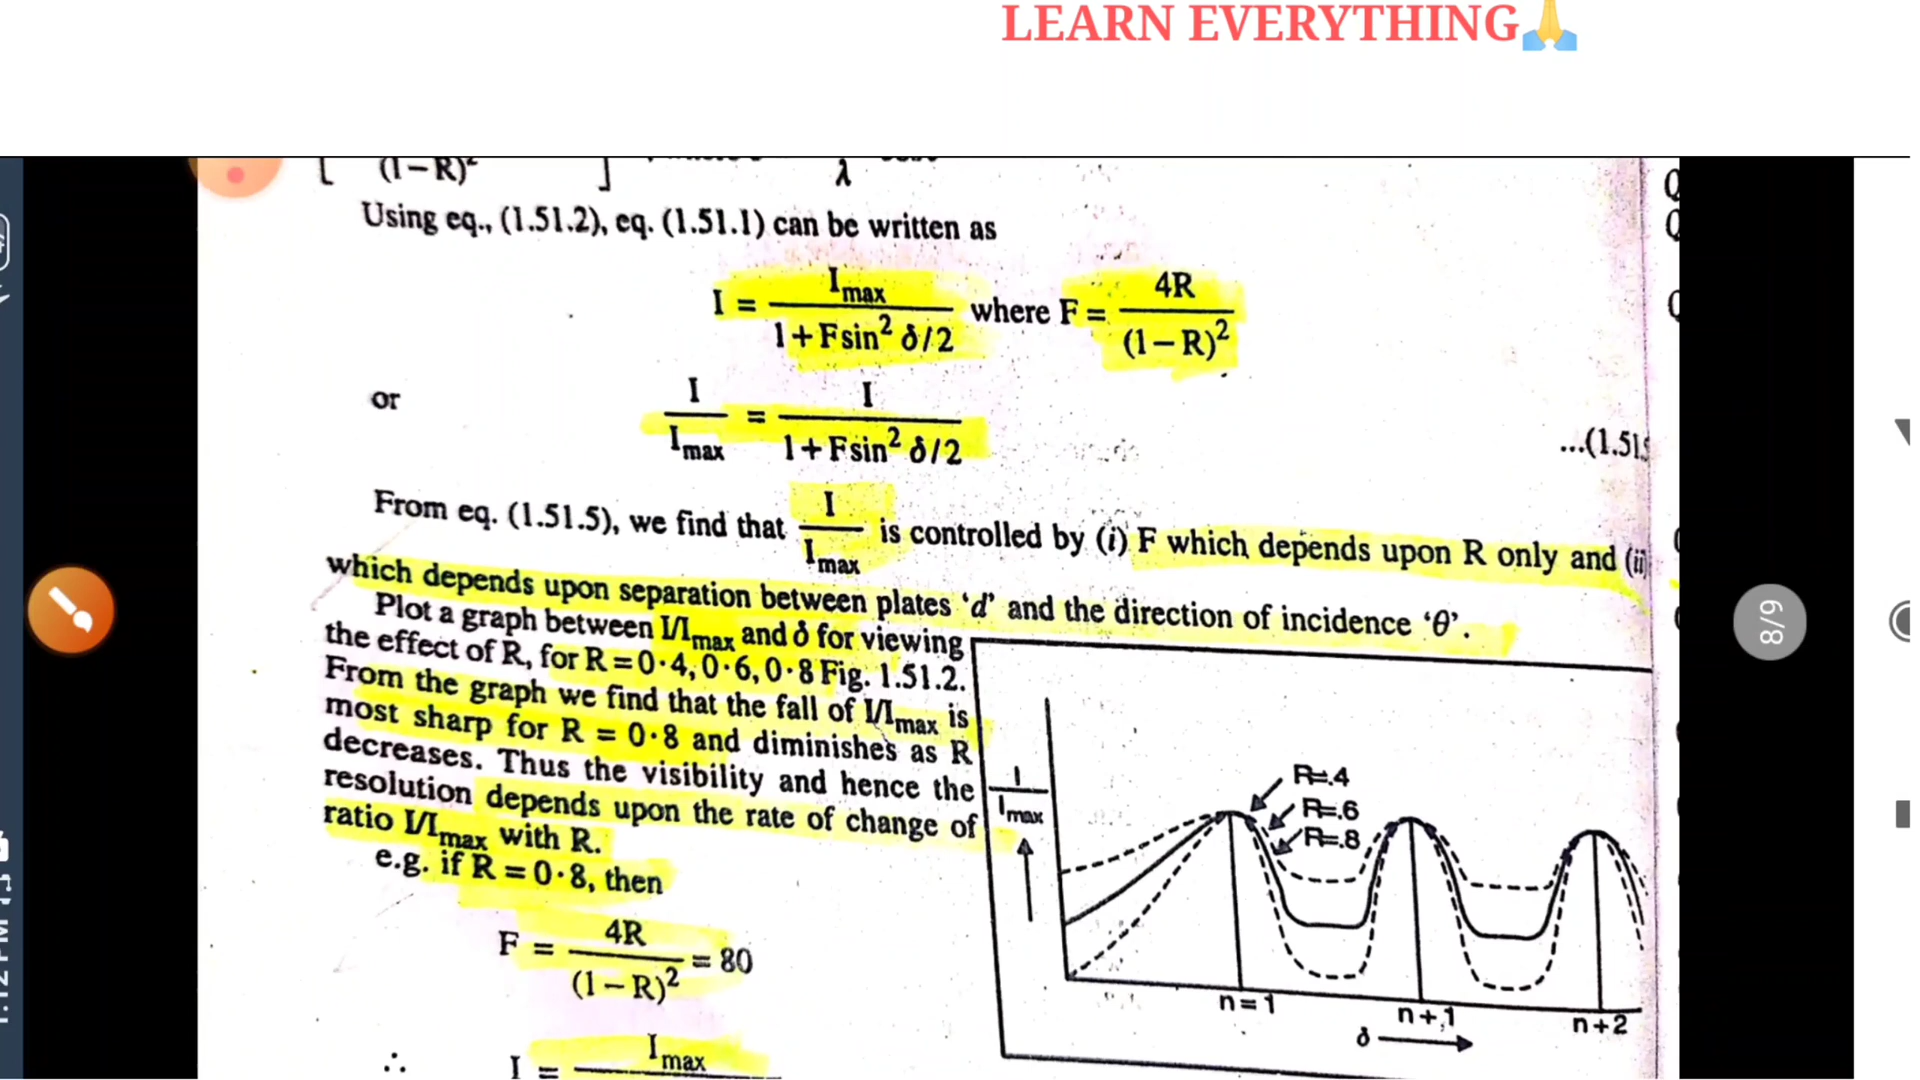 LEARN EVERYTHING🙏
[ (1−R)² ] λ
Using eq., (1.51.2), eq. (1.51.1) can be written as
I = Imax / 1+Fsin² δ/2 where F = 4R / (1−R)²
or I / Imax = I / 1+Fsin² δ/2 ...(1.51
From eq. (1.51.5), we find that I / Imax is controlled by (i) F which depends upon R only and (ii)
which depends upon separation between plates ‘d’ and the direction of incidence ‘θ’.
Plot a graph between I/Imax and δ for viewing
the effect of R, for R = 0·4, 0·6, 0·8 Fig. 1.51.2.
From the graph we find that the fall of I/Imax is
most sharp for R = 0·8 and diminishes as R
decreases. Thus the visibility and hence the
resolution depends upon the rate of change of
ratio I/Imax with R.
e.g. if R = 0·8, then
F = 4R / (1−R)² = 80
∴ I = Imax
I / Imax
R=.4
R=.6
R=.8
n=1
n+1
n+2
δ
8/9
1:12 PM